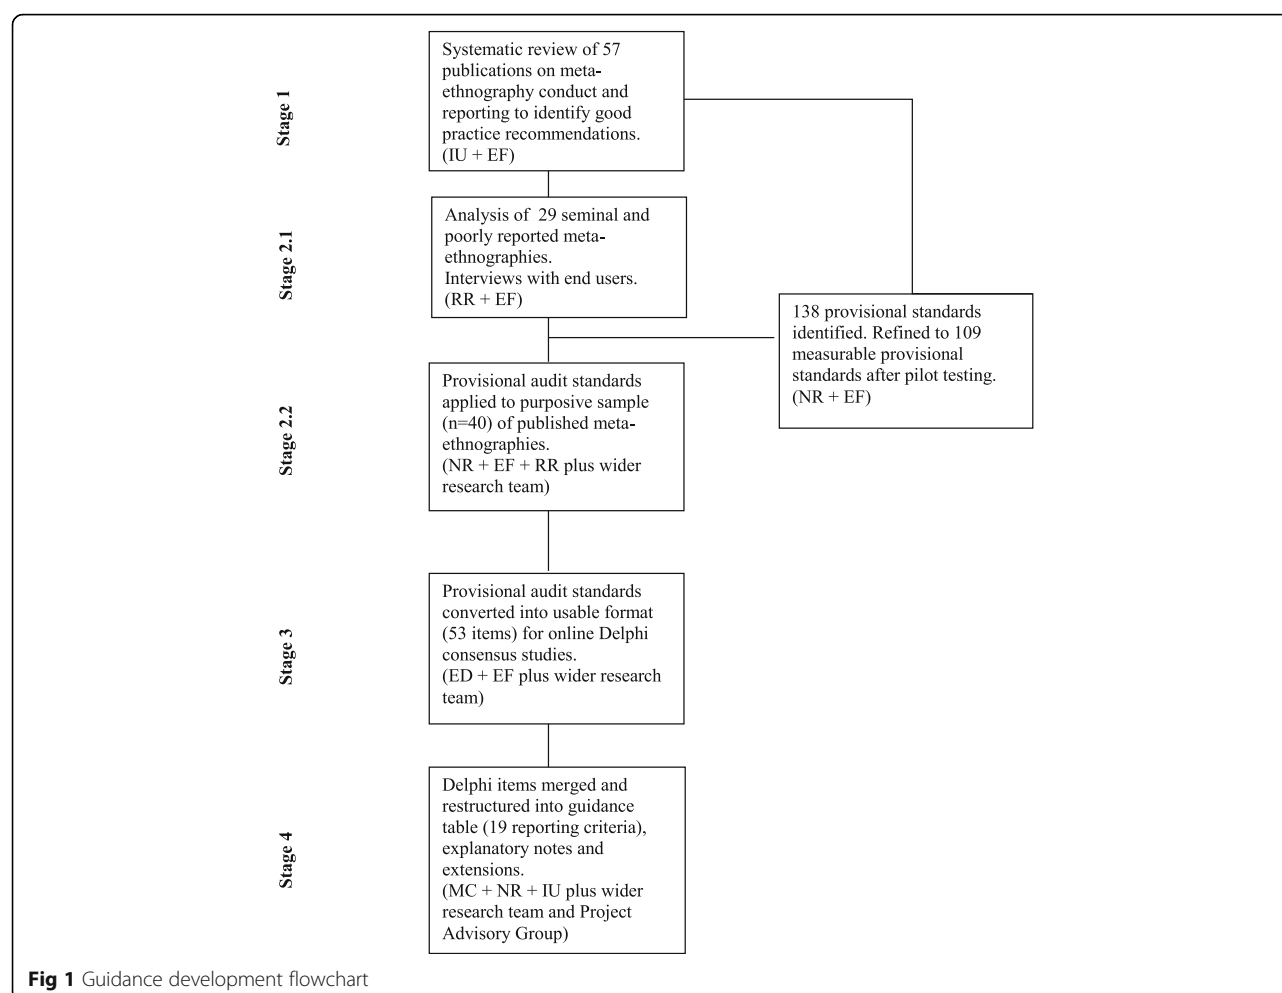 Stage 1
Systematic review of 57
publications on meta-
ethnography conduct and
reporting to identify good
practice recommendations.
(IU + EF)
Stage 2.1
Analysis of  29 seminal and
poorly reported meta-
ethnographies.
Interviews with end users.
(RR + EF)
138 provisional standards
identified. Refined to 109
measurable provisional
standards after pilot testing.
(NR + EF)
Stage 2.2
Provisional audit standards
applied to purposive sample
(n=40) of published meta-
ethnographies.
(NR + EF + RR plus wider
research team)
Stage 3
Provisional audit standards
converted into usable format
(53 items) for online Delphi
consensus studies.
(ED + EF plus wider research
team)
Stage 4
Delphi items merged and
restructured into guidance
table (19 reporting criteria),
explanatory notes and
extensions.
(MC + NR + IU plus wider
research team and Project
Advisory Group)
Fig 1 Guidance development flowchart